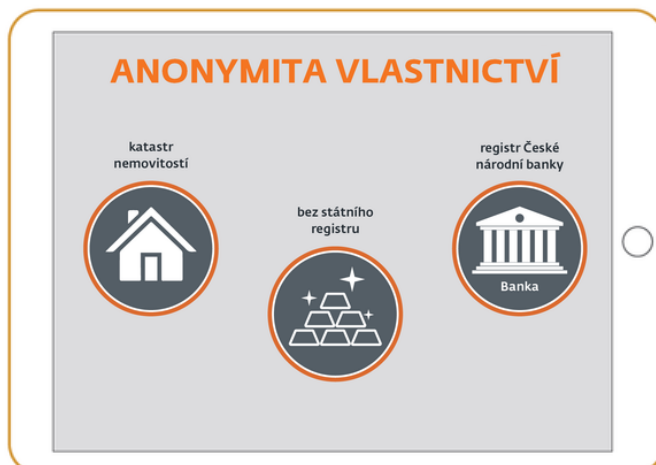 ANONYMITA VLASTNICTVÍ
katastr
nemovitostí
bez státního
registru
registr České
národní banky
Banka